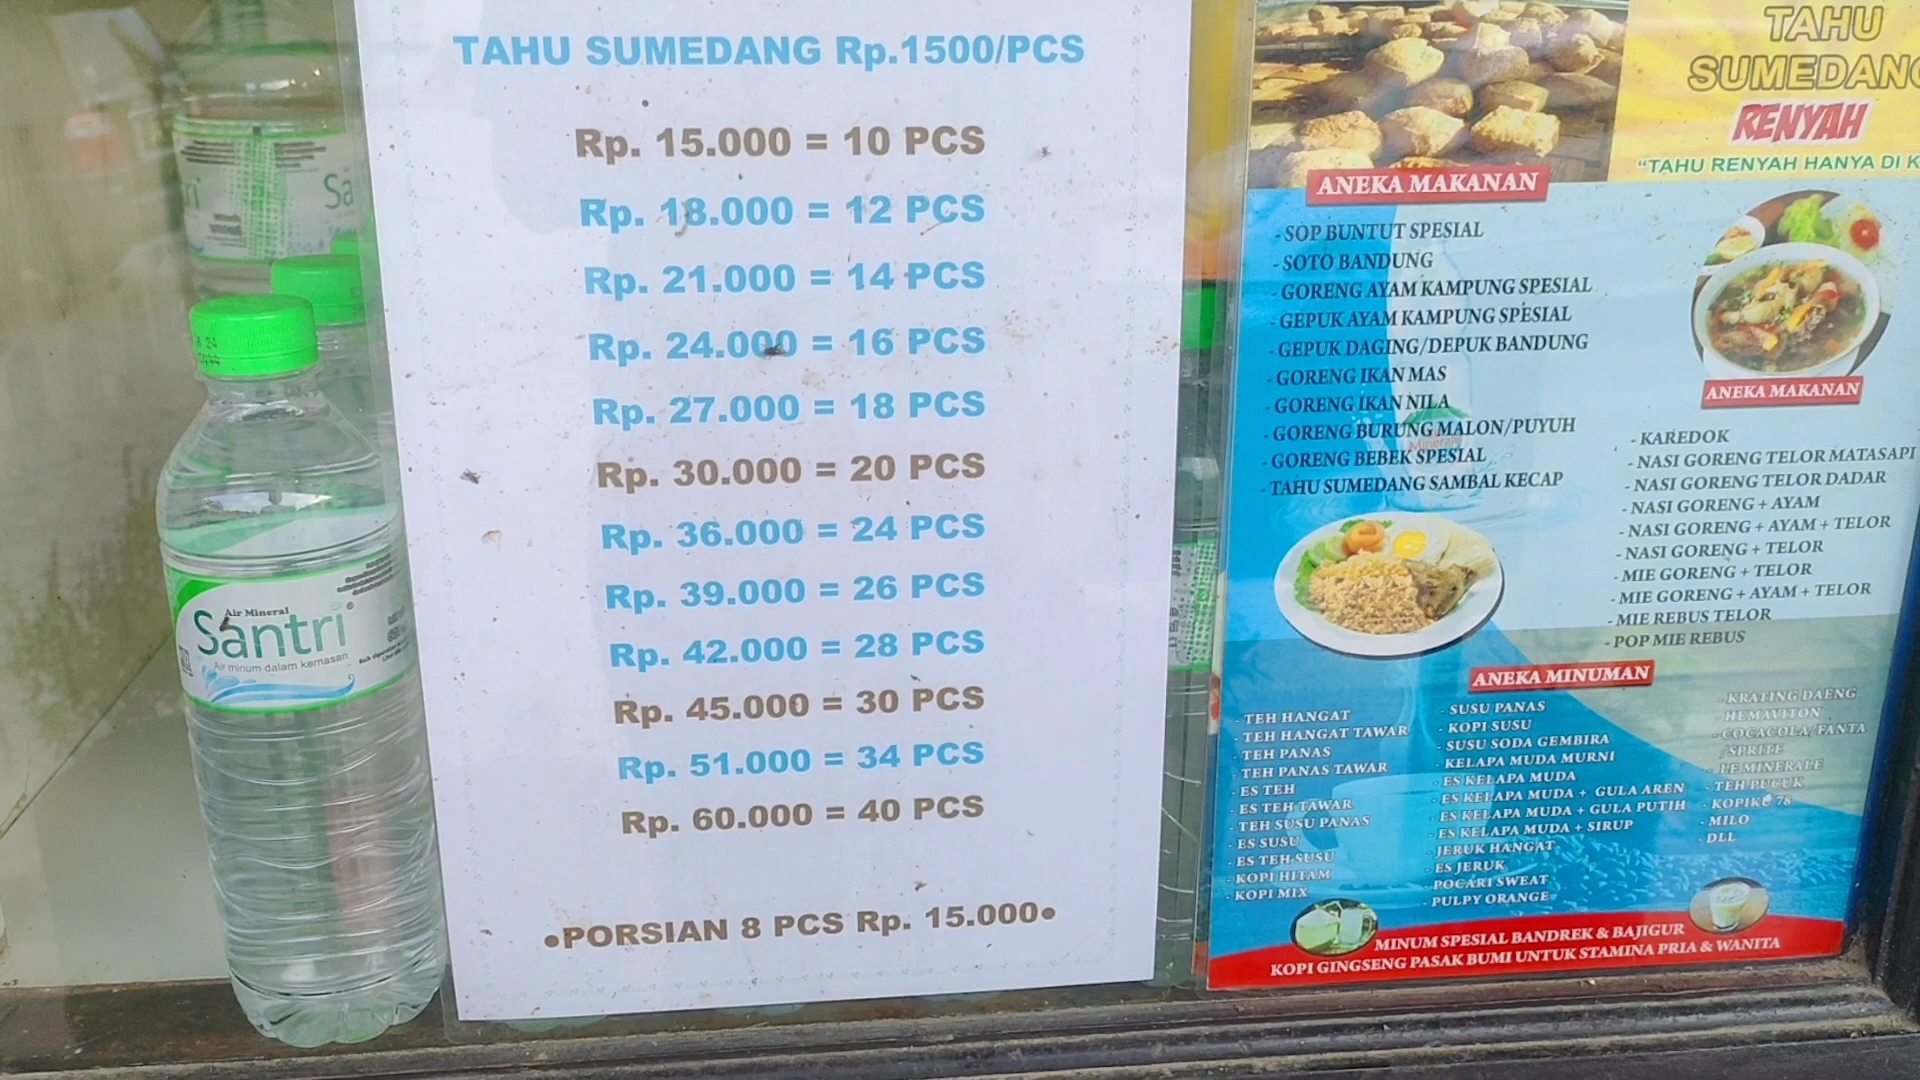 Air Mineral
Santri
Air minum dalam kemasan
TAHU SUMEDANG Rp.1500/PCS
Rp. 15.000 = 10 PCS
Rp. 18.000 = 12 PCS
Rp. 21.000 = 14 PCS
Rp. 24.000 = 16 PCS
Rp. 27.000 = 18 PCS
Rp. 30.000 = 20 PCS
Rp. 36.000 = 24 PCS
Rp. 39.000 = 26 PCS
Rp. 42.000 = 28 PCS
Rp. 45.000 = 30 PCS
Rp. 51.000 = 34 PCS
Rp. 60.000 = 40 PCS
•PORSIAN 8 PCS Rp. 15.000•
TAHU
SUMEDANG
RENYAH
"TAHU RENYAH HANYA DI
ANEKA MAKANAN
- SOP BUNTUT SPESIAL
- SOTO BANDUNG
- GORENG AYAM KAMPUNG SPESIAL
- GEPUK AYAM KAMPUNG SPESIAL
- GEPUK DAGING/DEPUK BANDUNG
- GORENG IKAN MAS
- GORENG IKAN NILA
- GORENG BURUNG MALON/PUYUH
- GORENG BEBEK SPESIAL
- TAHU SUMEDANG SAMBAL KECAP
ANEKA MAKANAN
- KAREDOK
- NASI GORENG TELOR MATASAPI
- NASI GORENG TELOR DADAR
- NASI GORENG + AYAM
- NASI GORENG + AYAM + TELOR
- NASI GORENG + TELOR
- MIE GORENG + TELOR
- MIE GORENG + AYAM + TELOR
- MIE REBUS TELOR
- POP MIE REBUS
ANEKA MINUMAN
- TEH HANGAT
- TEH HANGAT TAWAR
- TEH PANAS
- TEH PANAS TAWAR
- ES TEH
- ES TEH TAWAR
- TEH SUSU PANAS
- ES SUSU
- ES TEH SUSU
- KOPI HITAM
- KOPI MIX
- SUSU PANAS
- KOPI SUSU
- SUSU SODA GEMBIRA
- KELAPA MUDA MURNI
- ES KELAPA MUDA
- ES KELAPA MUDA + GULA AREN
- ES KELAPA MUDA + GULA PUTIH
- ES KELAPA MUDA + SIRUP
- JERUK HANGAT
- ES JERUK
- POCARI SWEAT
- PULPY ORANGE
- KRATING DAENG
- HEMAVITON
- COCACOLA/FANTA
/SPRITE
- LE MINERALE
- TEH PUCUK
- KOPIKO 78
- MILO
- DLL
MINUM SPESIAL BANDREK & BAJIGUR
KOPI GINGSENG PASAK BUMI UNTUK STAMINA PRIA & WANITA